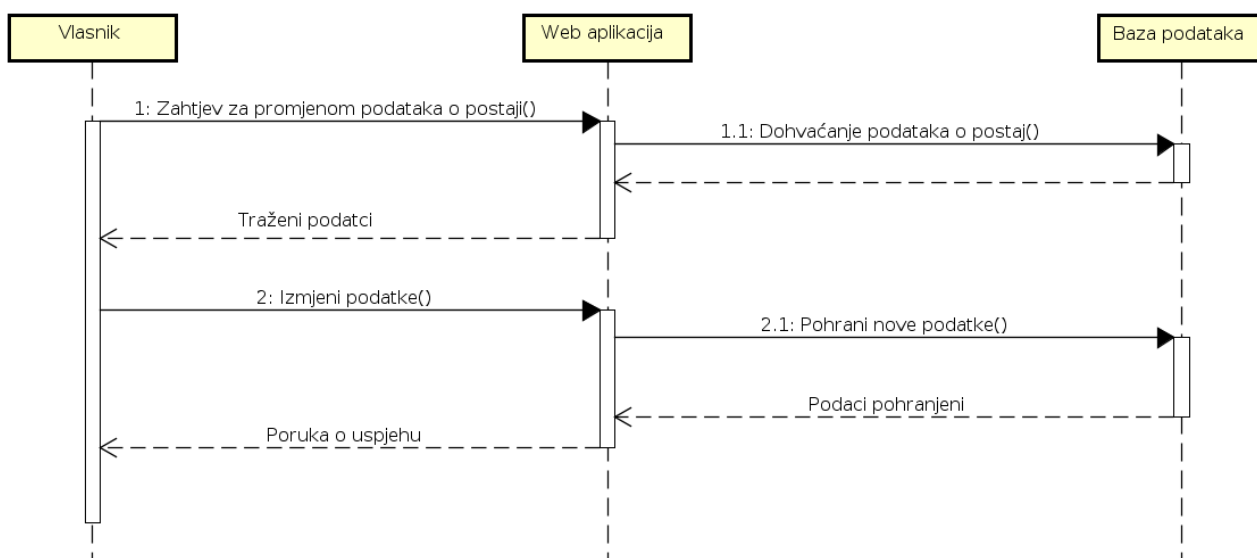 Vlasnik
Web aplikacija
Baza podataka
1: Zahtjev za promjenom podataka o postaji()
1.1: Dohvaćanje podataka o postaj()
Traženi podatci
2: Izmjeni podatke()
2.1: Pohrani nove podatke()
Podaci pohranjeni
Poruka o uspjehu